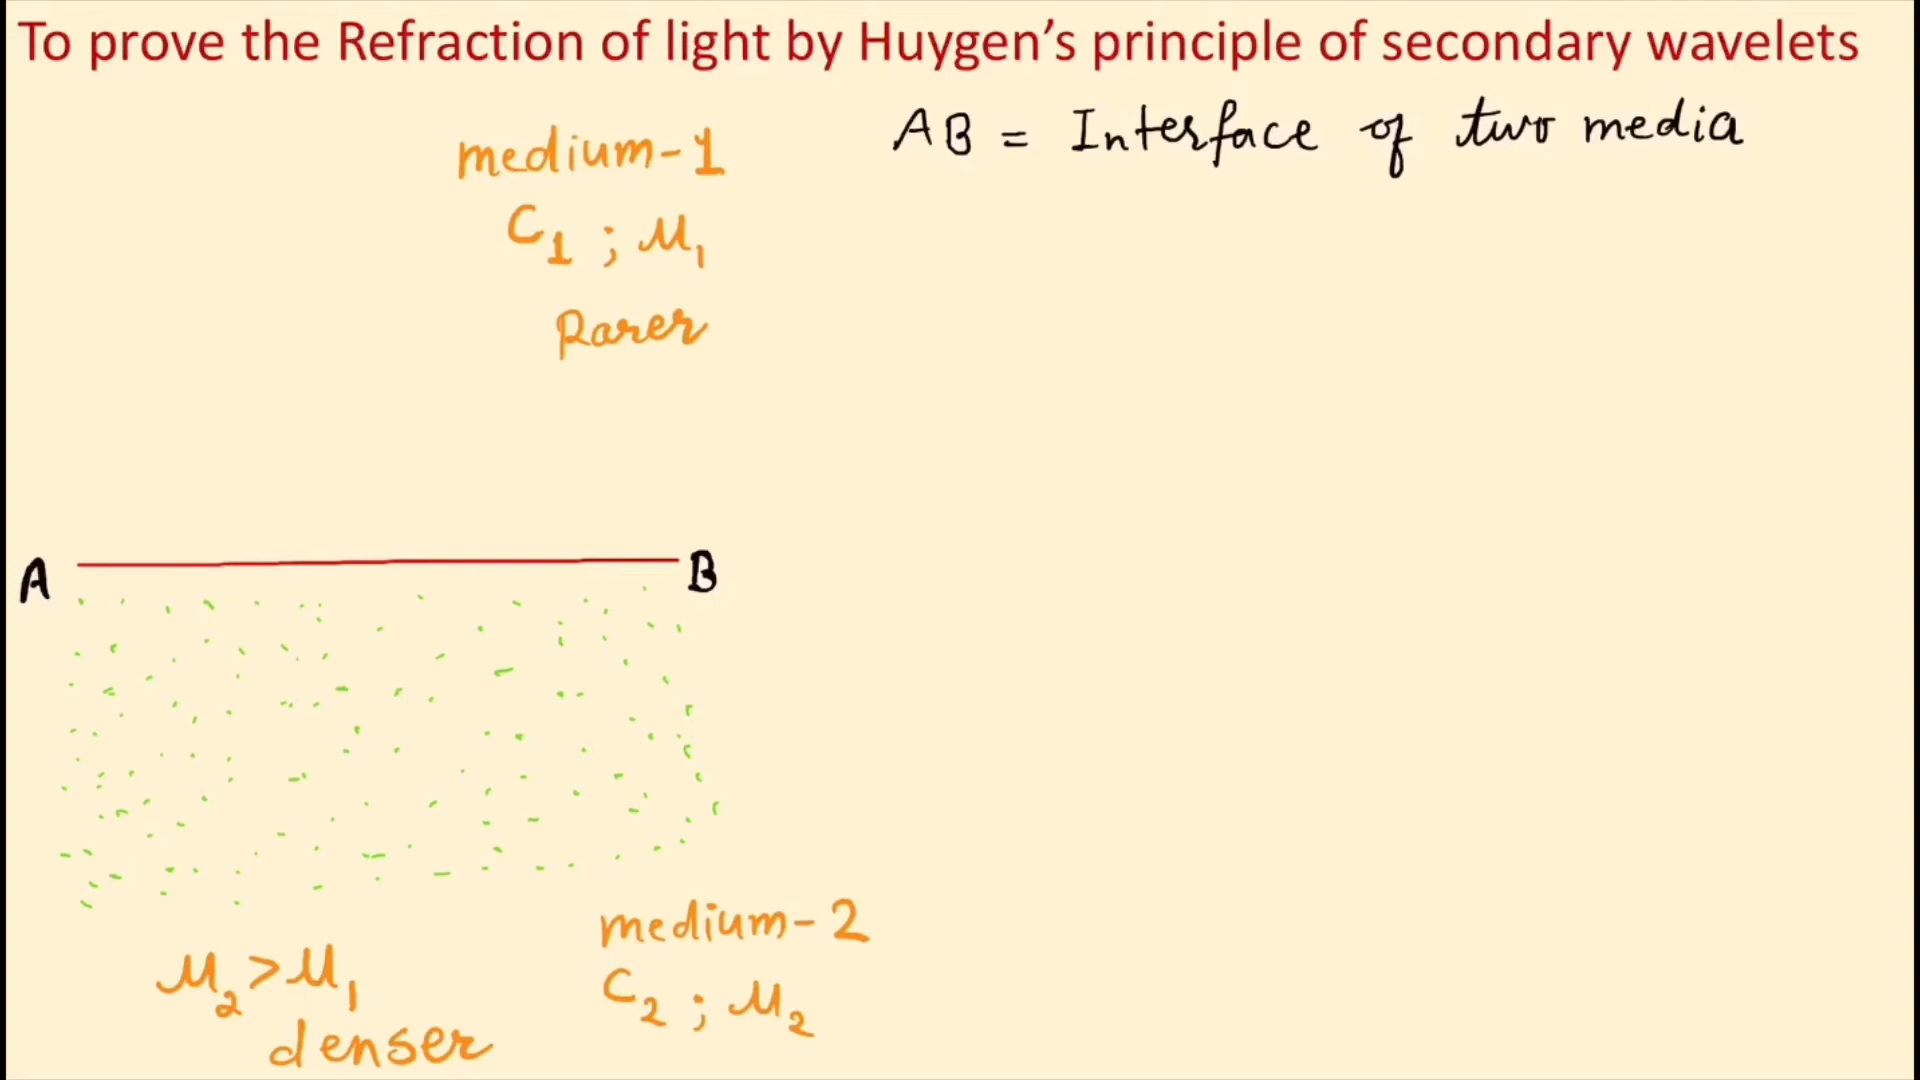 To prove the Refraction of light by Huygen’s principle of secondary wavelets
AB = Interface of two media
medium-1
C₁ ; μ₁
Rarer
A
B
medium-2
μ₂ > μ₁
C₂ ; μ₂
denser